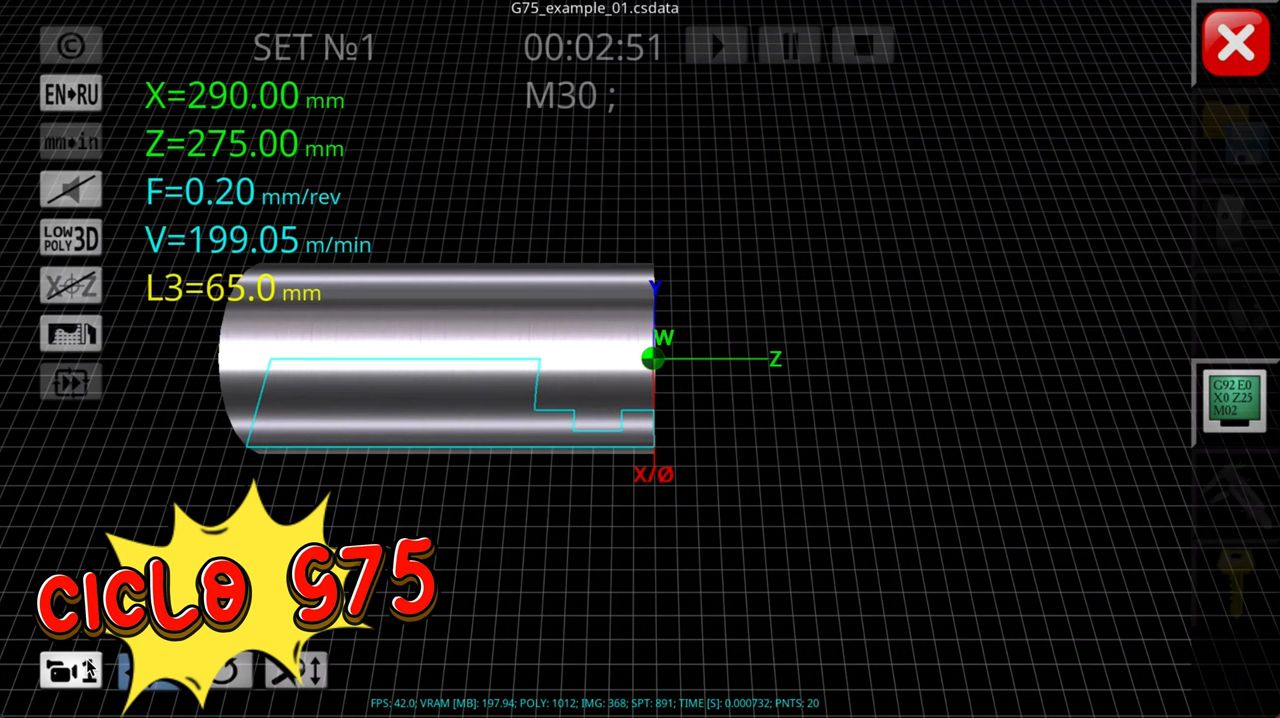 G75_example_01.csdata
©
SET №1
00:02:51
EN➧RU
X=290.00 mm
M30 ;
mm➧in
Z=275.00 mm
F=0.20 mm/rev
LOW POLY 3D
V=199.05 m/min
X Z
L3=65.0 mm
Y
W
Z
G92 E0
X0 Z25
M02
X/Ø
CICLO G75
FPS: 42.0; VRAM [MB]: 197.94; POLY: 1012; IMG: 368; SPT: 891; TIME [S]: 0.000732; PNTS: 20